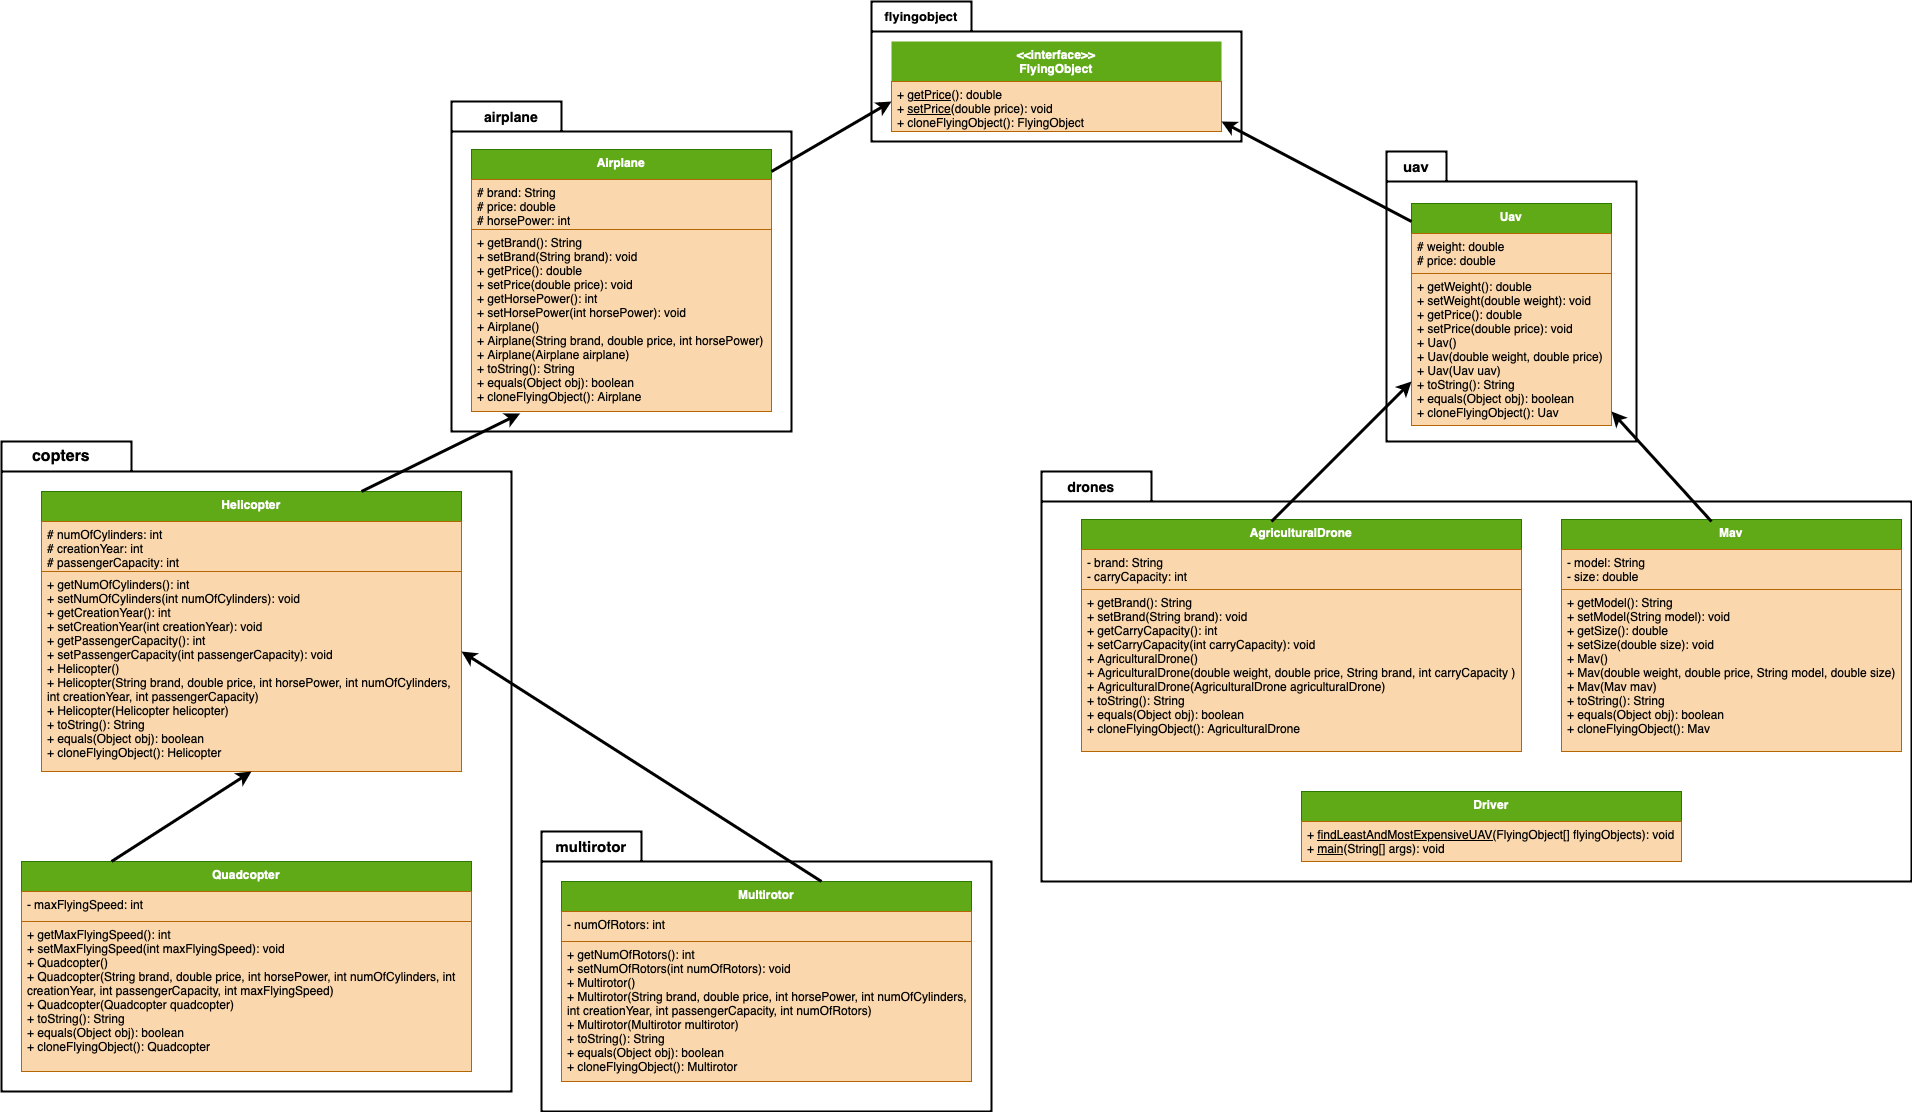 flyingobject
<<interface>>
FlyingObject
+ getPrice(): double
+ setPrice(double price): void
+ cloneFlyingObject(): FlyingObject
airplane
Airplane
# brand: String
# price: double
# horsePower: int
+ getBrand(): String
+ setBrand(String brand): void
+ getPrice(): double
+ setPrice(double price): void
+ getHorsePower(): int
+ setHorsePower(int horsePower): void
+ Airplane()
+ Airplane(String brand, double price, int horsePower)
+ Airplane(Airplane airplane)
+ toString(): String
+ equals(Object obj): boolean
+ cloneFlyingObject(): Airplane
uav
Uav
# weight: double
# price: double
+ getWeight(): double
+ setWeight(double weight): void
+ getPrice(): double
+ setPrice(double price): void
+ Uav()
+ Uav(double weight, double price)
+ Uav(Uav uav)
+ toString(): String
+ equals(Object obj): boolean
+ cloneFlyingObject(): Uav
copters
Helicopter
# numOfCylinders: int
# creationYear: int
# passengerCapacity: int
+ getNumOfCylinders(): int
+ setNumOfCylinders(int numOfCylinders): void
+ getCreationYear(): int
+ setCreationYear(int creationYear): void
+ getPassengerCapacity(): int
+ setPassengerCapacity(int passengerCapacity): void
+ Helicopter()
+ Helicopter(String brand, double price, int horsePower, int numOfCylinders,
int creationYear, int passengerCapacity)
+ Helicopter(Helicopter helicopter)
+ toString(): String
+ equals(Object obj): boolean
+ cloneFlyingObject(): Helicopter
Quadcopter
- maxFlyingSpeed: int
+ getMaxFlyingSpeed(): int
+ setMaxFlyingSpeed(int maxFlyingSpeed): void
+ Quadcopter()
+ Quadcopter(String brand, double price, int horsePower, int numOfCylinders, int
creationYear, int passengerCapacity, int maxFlyingSpeed)
+ Quadcopter(Quadcopter quadcopter)
+ toString(): String
+ equals(Object obj): boolean
+ cloneFlyingObject(): Quadcopter
multirotor
Multirotor
- numOfRotors: int
+ getNumOfRotors(): int
+ setNumOfRotors(int numOfRotors): void
+ Multirotor()
+ Multirotor(String brand, double price, int horsePower, int numOfCylinders,
int creationYear, int passengerCapacity, int numOfRotors)
+ Multirotor(Multirotor multirotor)
+ toString(): String
+ equals(Object obj): boolean
+ cloneFlyingObject(): Multirotor
drones
AgriculturalDrone
- brand: String
- carryCapacity: int
+ getBrand(): String
+ setBrand(String brand): void
+ getCarryCapacity(): int
+ setCarryCapacity(int carryCapacity): void
+ AgriculturalDrone()
+ AgriculturalDrone(double weight, double price, String brand, int carryCapacity )
+ AgriculturalDrone(AgriculturalDrone agriculturalDrone)
+ toString(): String
+ equals(Object obj): boolean
+ cloneFlyingObject(): AgriculturalDrone
Mav
- model: String
- size: double
+ getModel(): String
+ setModel(String model): void
+ getSize(): double
+ setSize(double size): void
+ Mav()
+ Mav(double weight, double price, String model, double size)
+ Mav(Mav mav)
+ toString(): String
+ equals(Object obj): boolean
+ cloneFlyingObject(): Mav
Driver
+ findLeastAndMostExpensiveUAV(FlyingObject[] flyingObjects): void
+ main(String[] args): void